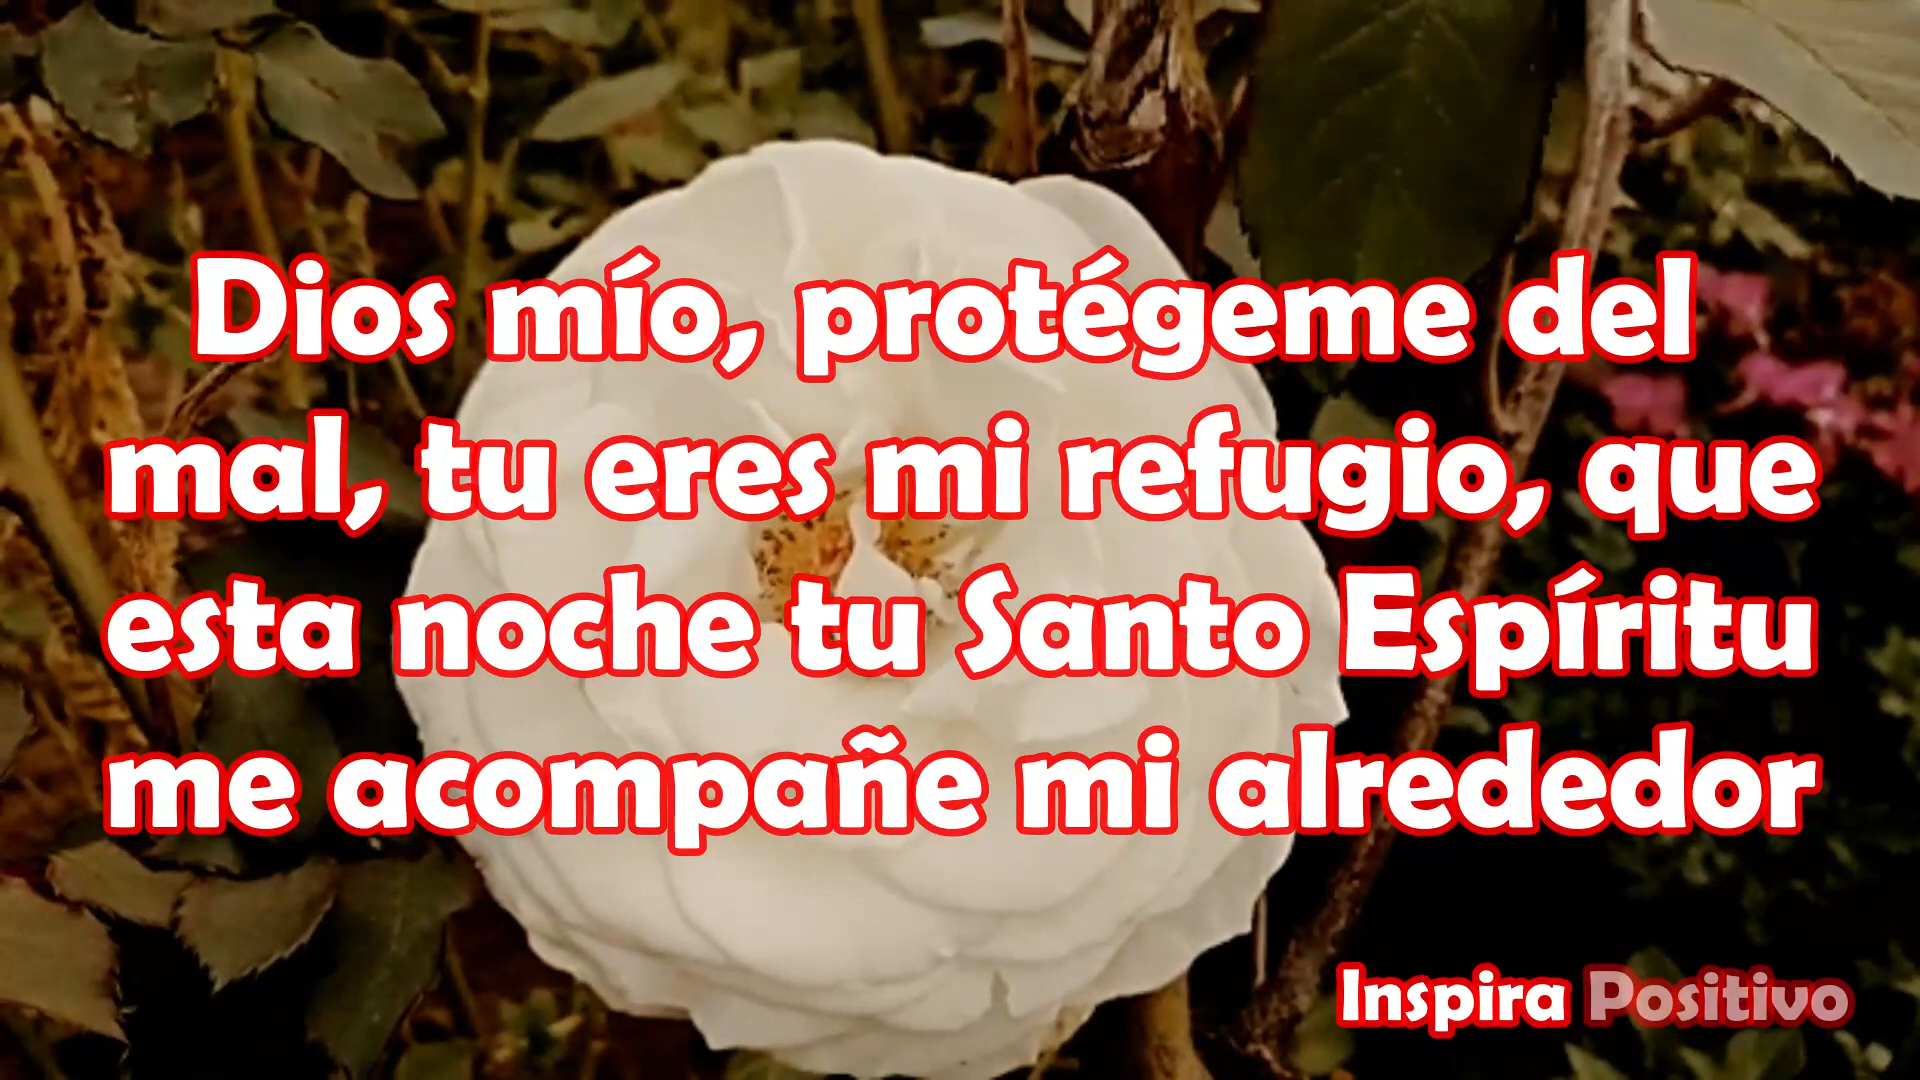 Dios mío, protégeme del
mal, tu eres mi refugio, que
esta noche tu Santo Espíritu
me acompañe mi alrededor
Inspira Positivo